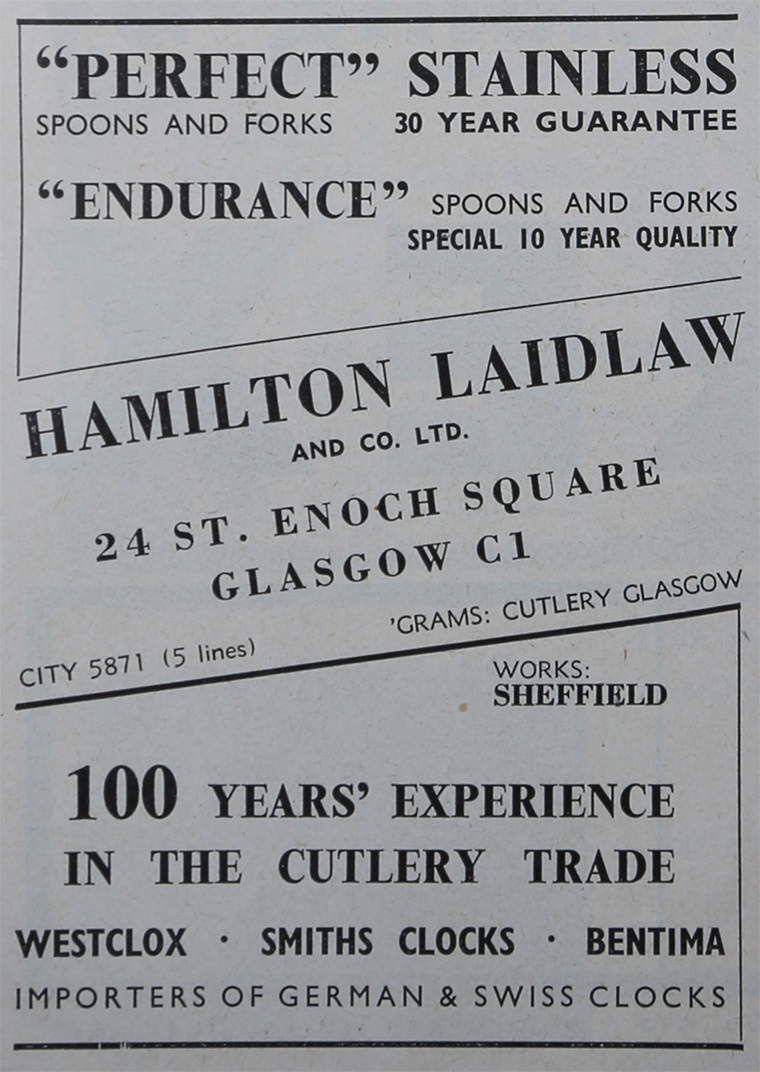 “PERFECT” STAINLESS
SPOONS AND FORKS 30 YEAR GUARANTEE
“ENDURANCE” SPOONS AND FORKS
SPECIAL 10 YEAR QUALITY
HAMILTON LAIDLAW
AND CO. LTD.
24 ST. ENOCH SQUARE
GLASGOW C1
CITY 5871 (5 lines) 'GRAMS: CUTLERY GLASGOW
WORKS:
SHEFFIELD
100 YEARS’ EXPERIENCE
IN THE CUTLERY TRADE
WESTCLOX · SMITHS CLOCKS · BENTIMA
IMPORTERS OF GERMAN & SWISS CLOCKS